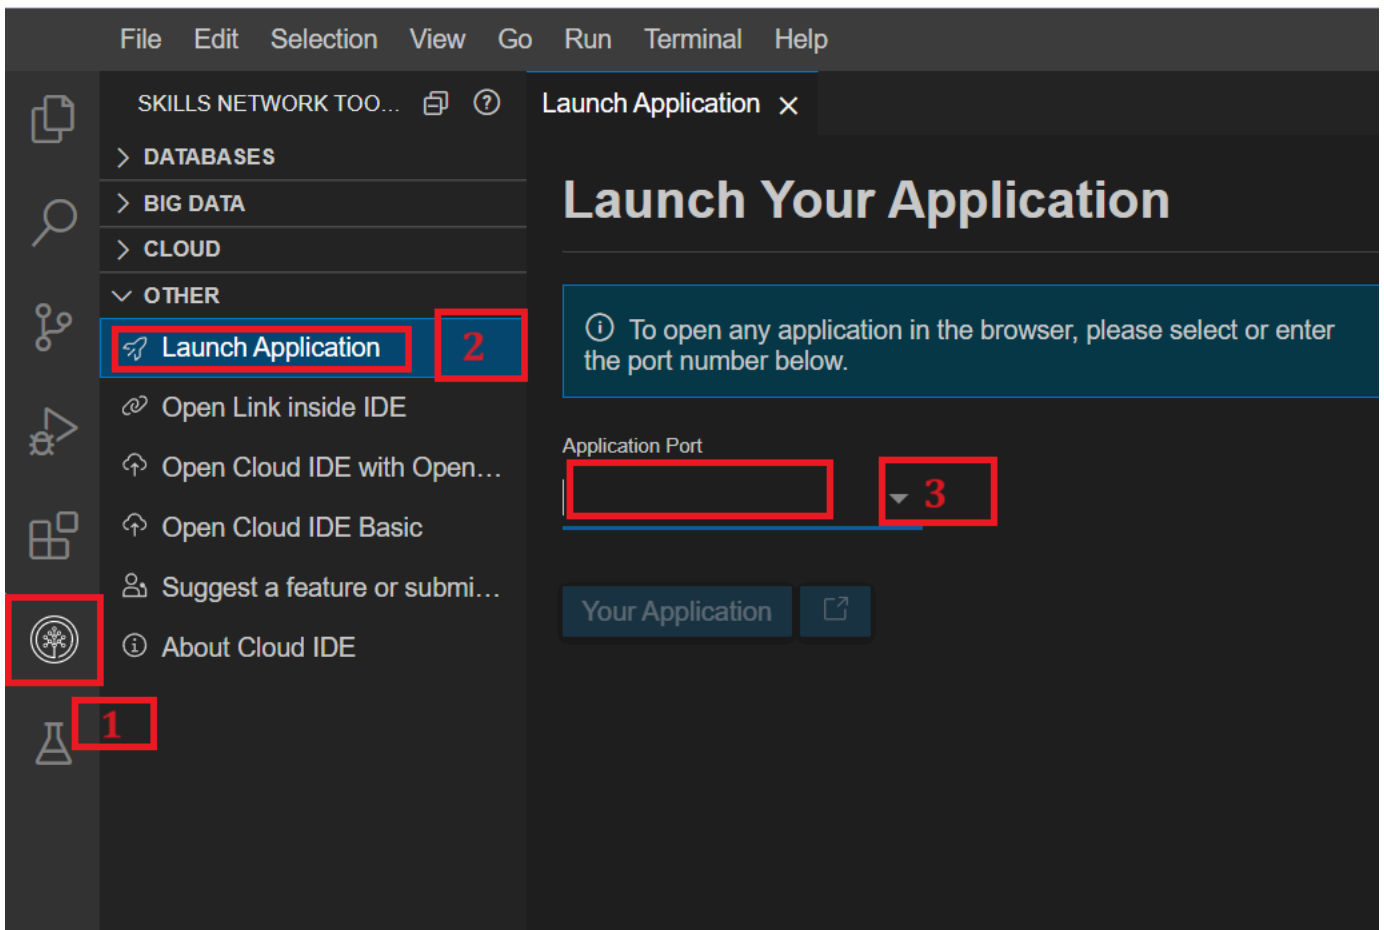 File Edit Selection View Go Run Terminal Help
SKILLS NETWORK TOO...
DATABASES
BIG DATA
CLOUD
OTHER
Launch Application
2
Open Link inside IDE
Open Cloud IDE with Open...
Open Cloud IDE Basic
Suggest a feature or submi...
About Cloud IDE
1
Launch Application
Launch Your Application
To open any application in the browser, please select or enter
the port number below.
Application Port
3
Your Application